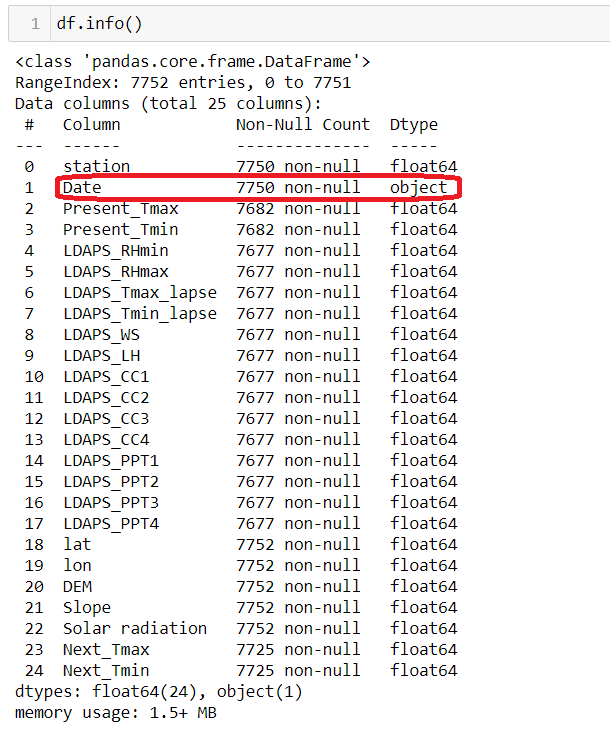 1 df.info()
<class 'pandas.core.frame.DataFrame'>
RangeIndex: 7752 entries, 0 to 7751
Data columns (total 25 columns):
 #   Column            Non-Null Count  Dtype
---  ------            --------------  -----
 0   station           7750 non-null   float64
 1   Date              7750 non-null   object
 2   Present_Tmax      7682 non-null   float64
 3   Present_Tmin      7682 non-null   float64
 4   LDAPS_RHmin       7677 non-null   float64
 5   LDAPS_RHmax       7677 non-null   float64
 6   LDAPS_Tmax_lapse  7677 non-null   float64
 7   LDAPS_Tmin_lapse  7677 non-null   float64
 8   LDAPS_WS          7677 non-null   float64
 9   LDAPS_LH          7677 non-null   float64
 10  LDAPS_CC1         7677 non-null   float64
 11  LDAPS_CC2         7677 non-null   float64
 12  LDAPS_CC3         7677 non-null   float64
 13  LDAPS_CC4         7677 non-null   float64
 14  LDAPS_PPT1        7677 non-null   float64
 15  LDAPS_PPT2        7677 non-null   float64
 16  LDAPS_PPT3        7677 non-null   float64
 17  LDAPS_PPT4        7677 non-null   float64
 18  lat               7752 non-null   float64
 19  lon               7752 non-null   float64
 20  DEM               7752 non-null   float64
 21  Slope             7752 non-null   float64
 22  Solar radiation   7752 non-null   float64
 23  Next_Tmax         7725 non-null   float64
 24  Next_Tmin         7725 non-null   float64
dtypes: float64(24), object(1)
memory usage: 1.5+ MB